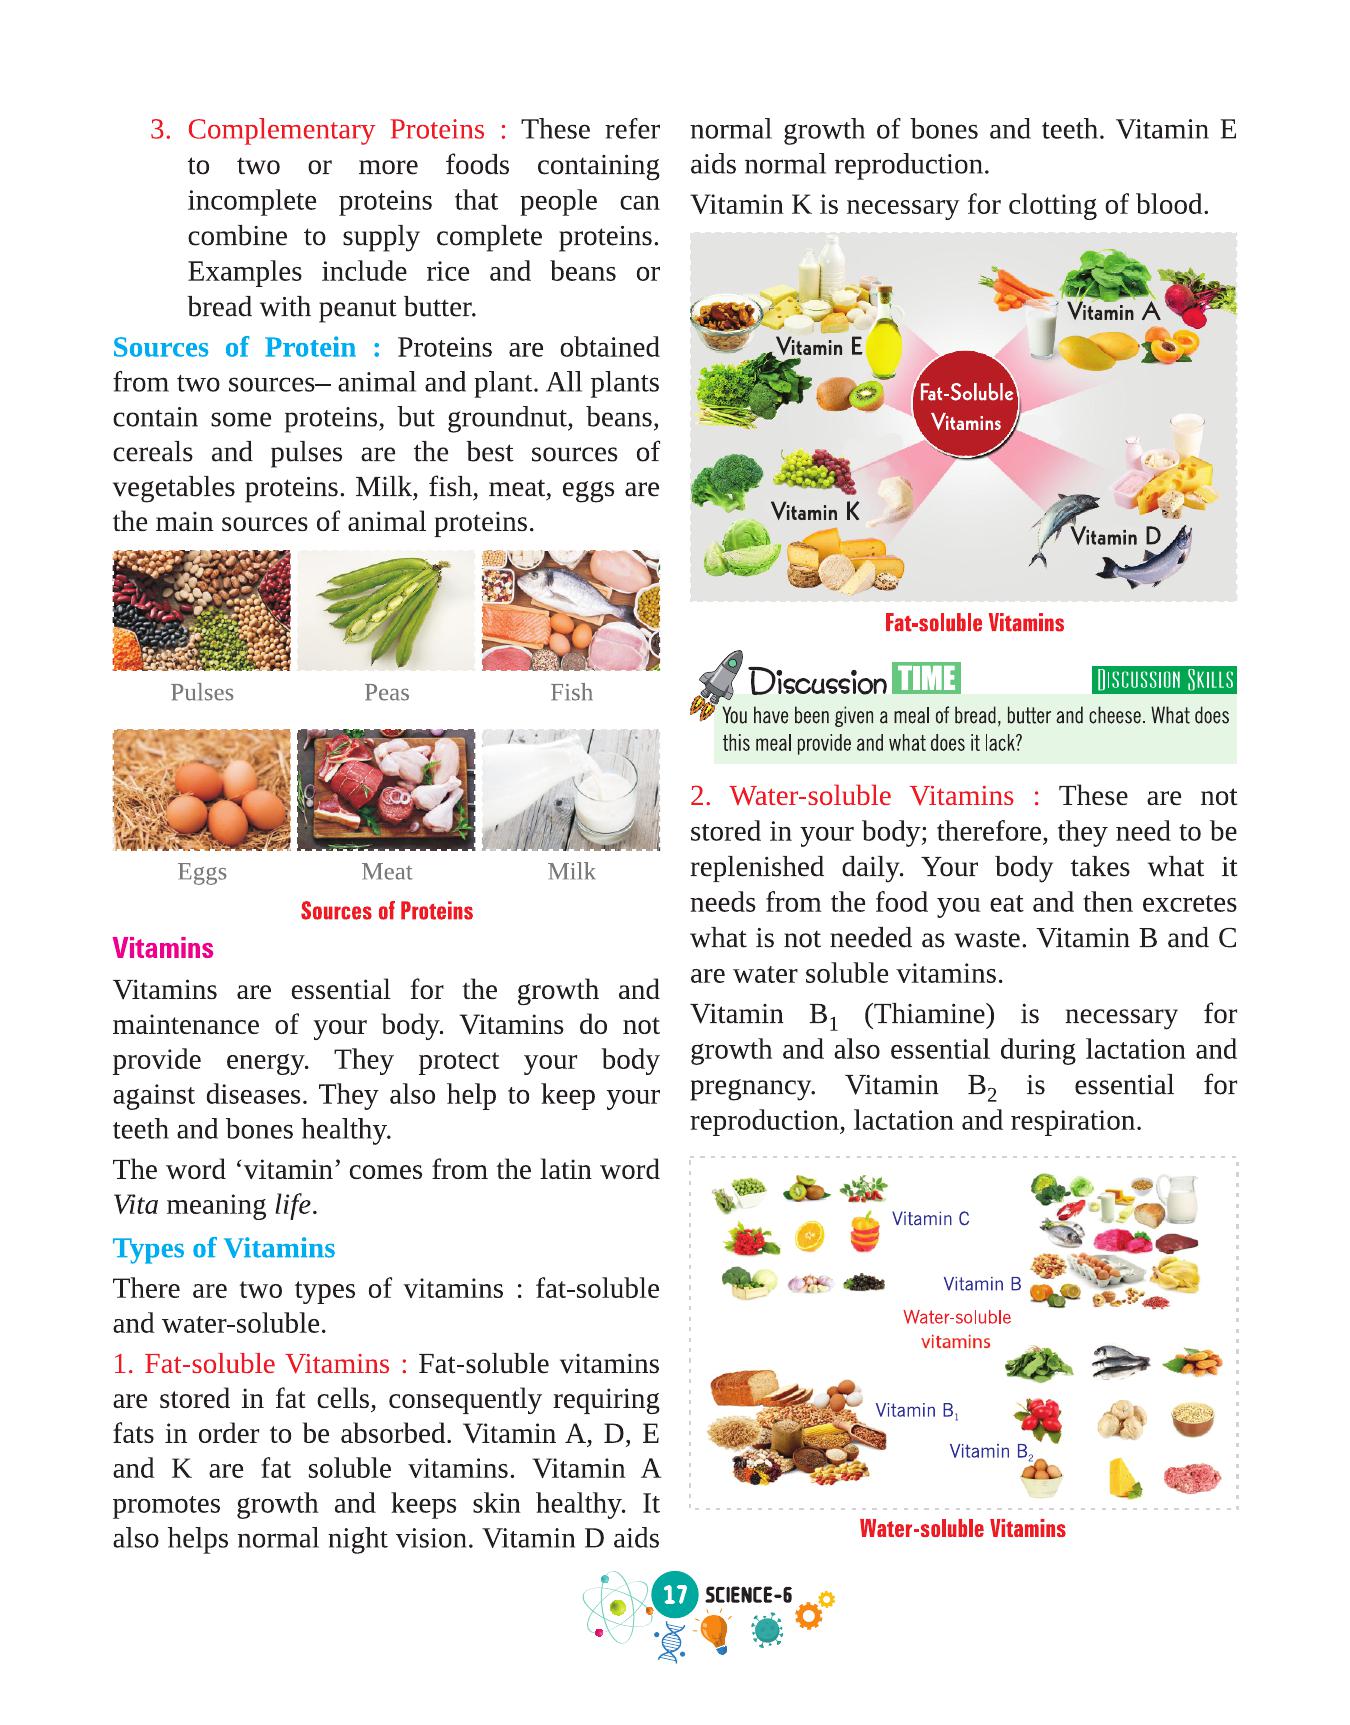 3. Complementary Proteins : These refer
to two or more foods containing
incomplete proteins that people can
combine to supply complete proteins.
Examples include rice and beans or
bread with peanut butter.
Sources of Protein : Proteins are obtained
from two sources– animal and plant. All plants
contain some proteins, but groundnut, beans,
cereals and pulses are the best sources of
vegetables proteins. Milk, fish, meat, eggs are
the main sources of animal proteins.
Pulses Peas Fish
Eggs Meat Milk
Sources of Proteins
Vitamins
Vitamins are essential for the growth and
maintenance of your body. Vitamins do not
provide energy. They protect your body
against diseases. They also help to keep your
teeth and bones healthy.
The word ‘vitamin’ comes from the latin word
Vita meaning life.
Types of Vitamins
There are two types of vitamins : fat-soluble
and water-soluble.
1. Fat-soluble Vitamins : Fat-soluble vitamins
are stored in fat cells, consequently requiring
fats in order to be absorbed. Vitamin A, D, E
and K are fat soluble vitamins. Vitamin A
promotes growth and keeps skin healthy. It
also helps normal night vision. Vitamin D aids
normal growth of bones and teeth. Vitamin E
aids normal reproduction.
Vitamin K is necessary for clotting of blood.
Vitamin A
Vitamin E
Fat-Soluble
Vitamins
Vitamin K
Vitamin D
Fat-soluble Vitamins
Discussion TIME
DISCUSSION SKILLS
You have been given a meal of bread, butter and cheese. What does
this meal provide and what does it lack?
2. Water-soluble Vitamins : These are not
stored in your body; therefore, they need to be
replenished daily. Your body takes what it
needs from the food you eat and then excretes
what is not needed as waste. Vitamin B and C
are water soluble vitamins.
Vitamin B₁ (Thiamine) is necessary for
growth and also essential during lactation and
pregnancy. Vitamin B₂ is essential for
reproduction, lactation and respiration.
Vitamin C
Vitamin B
Water-soluble
vitamins
Vitamin B₁
Vitamin B₂
Water-soluble Vitamins
17 SCIENCE-6